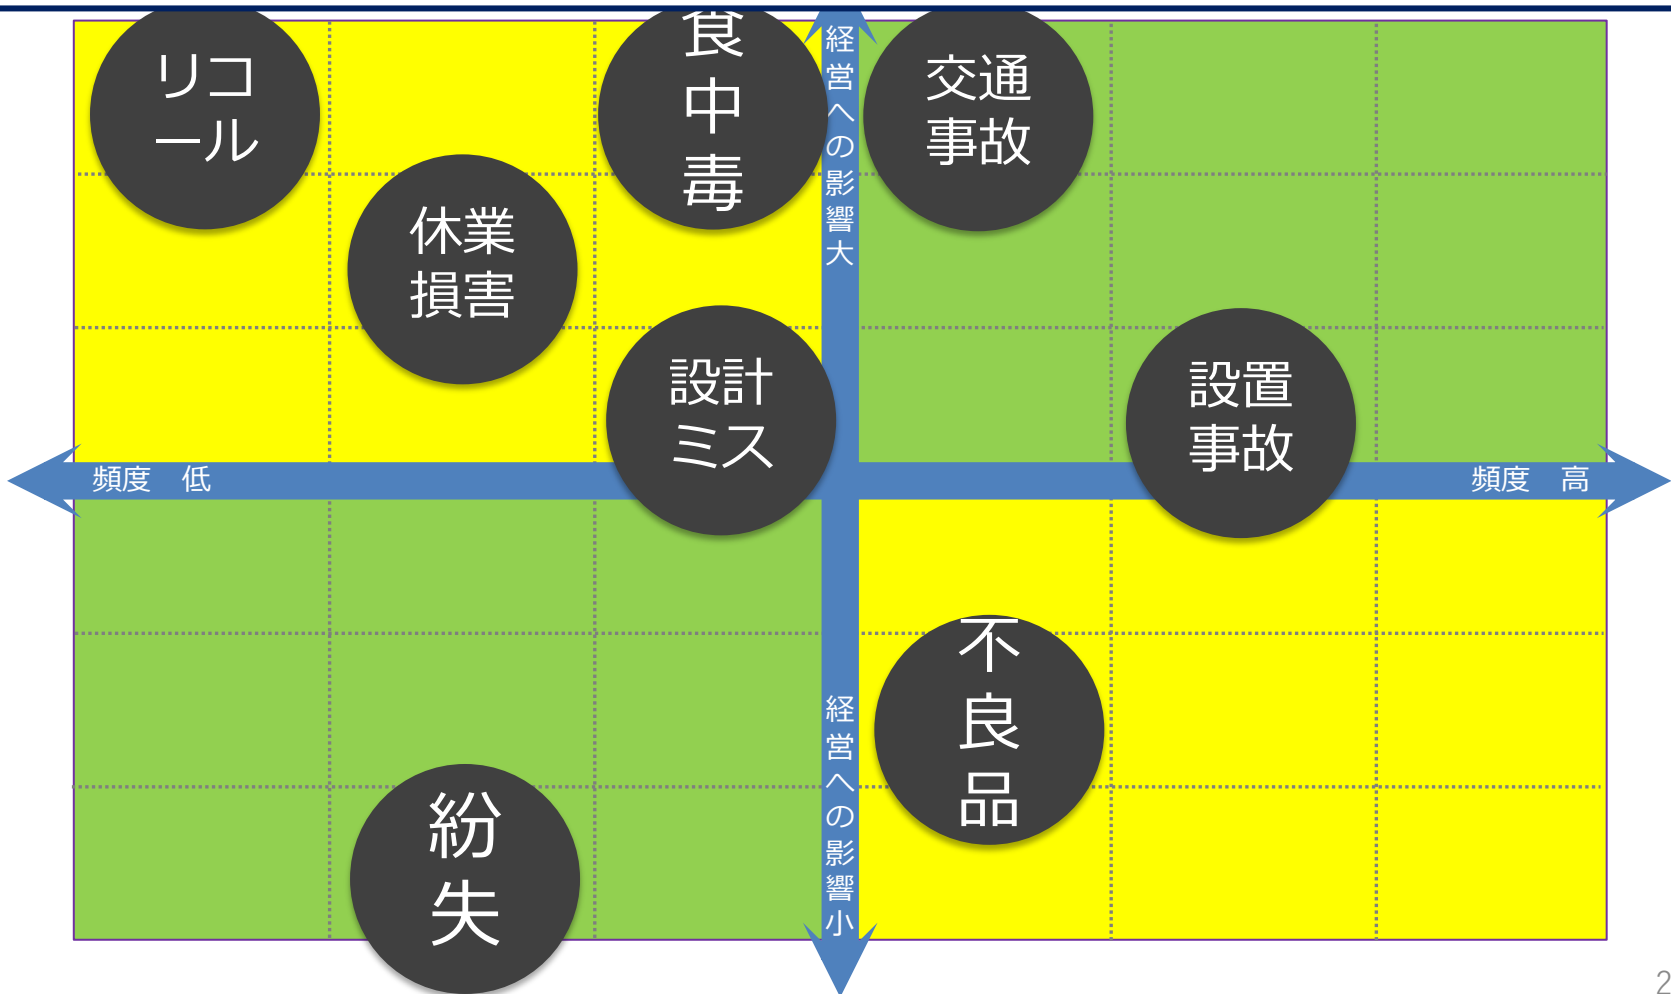 リコ
ール
食
中
毒
経営への影響大
交通
事故
休業
損害
設計
ミス
設置
事故
頻度　低
頻度　高
不
良
品
経営への影響小
紛
失
2